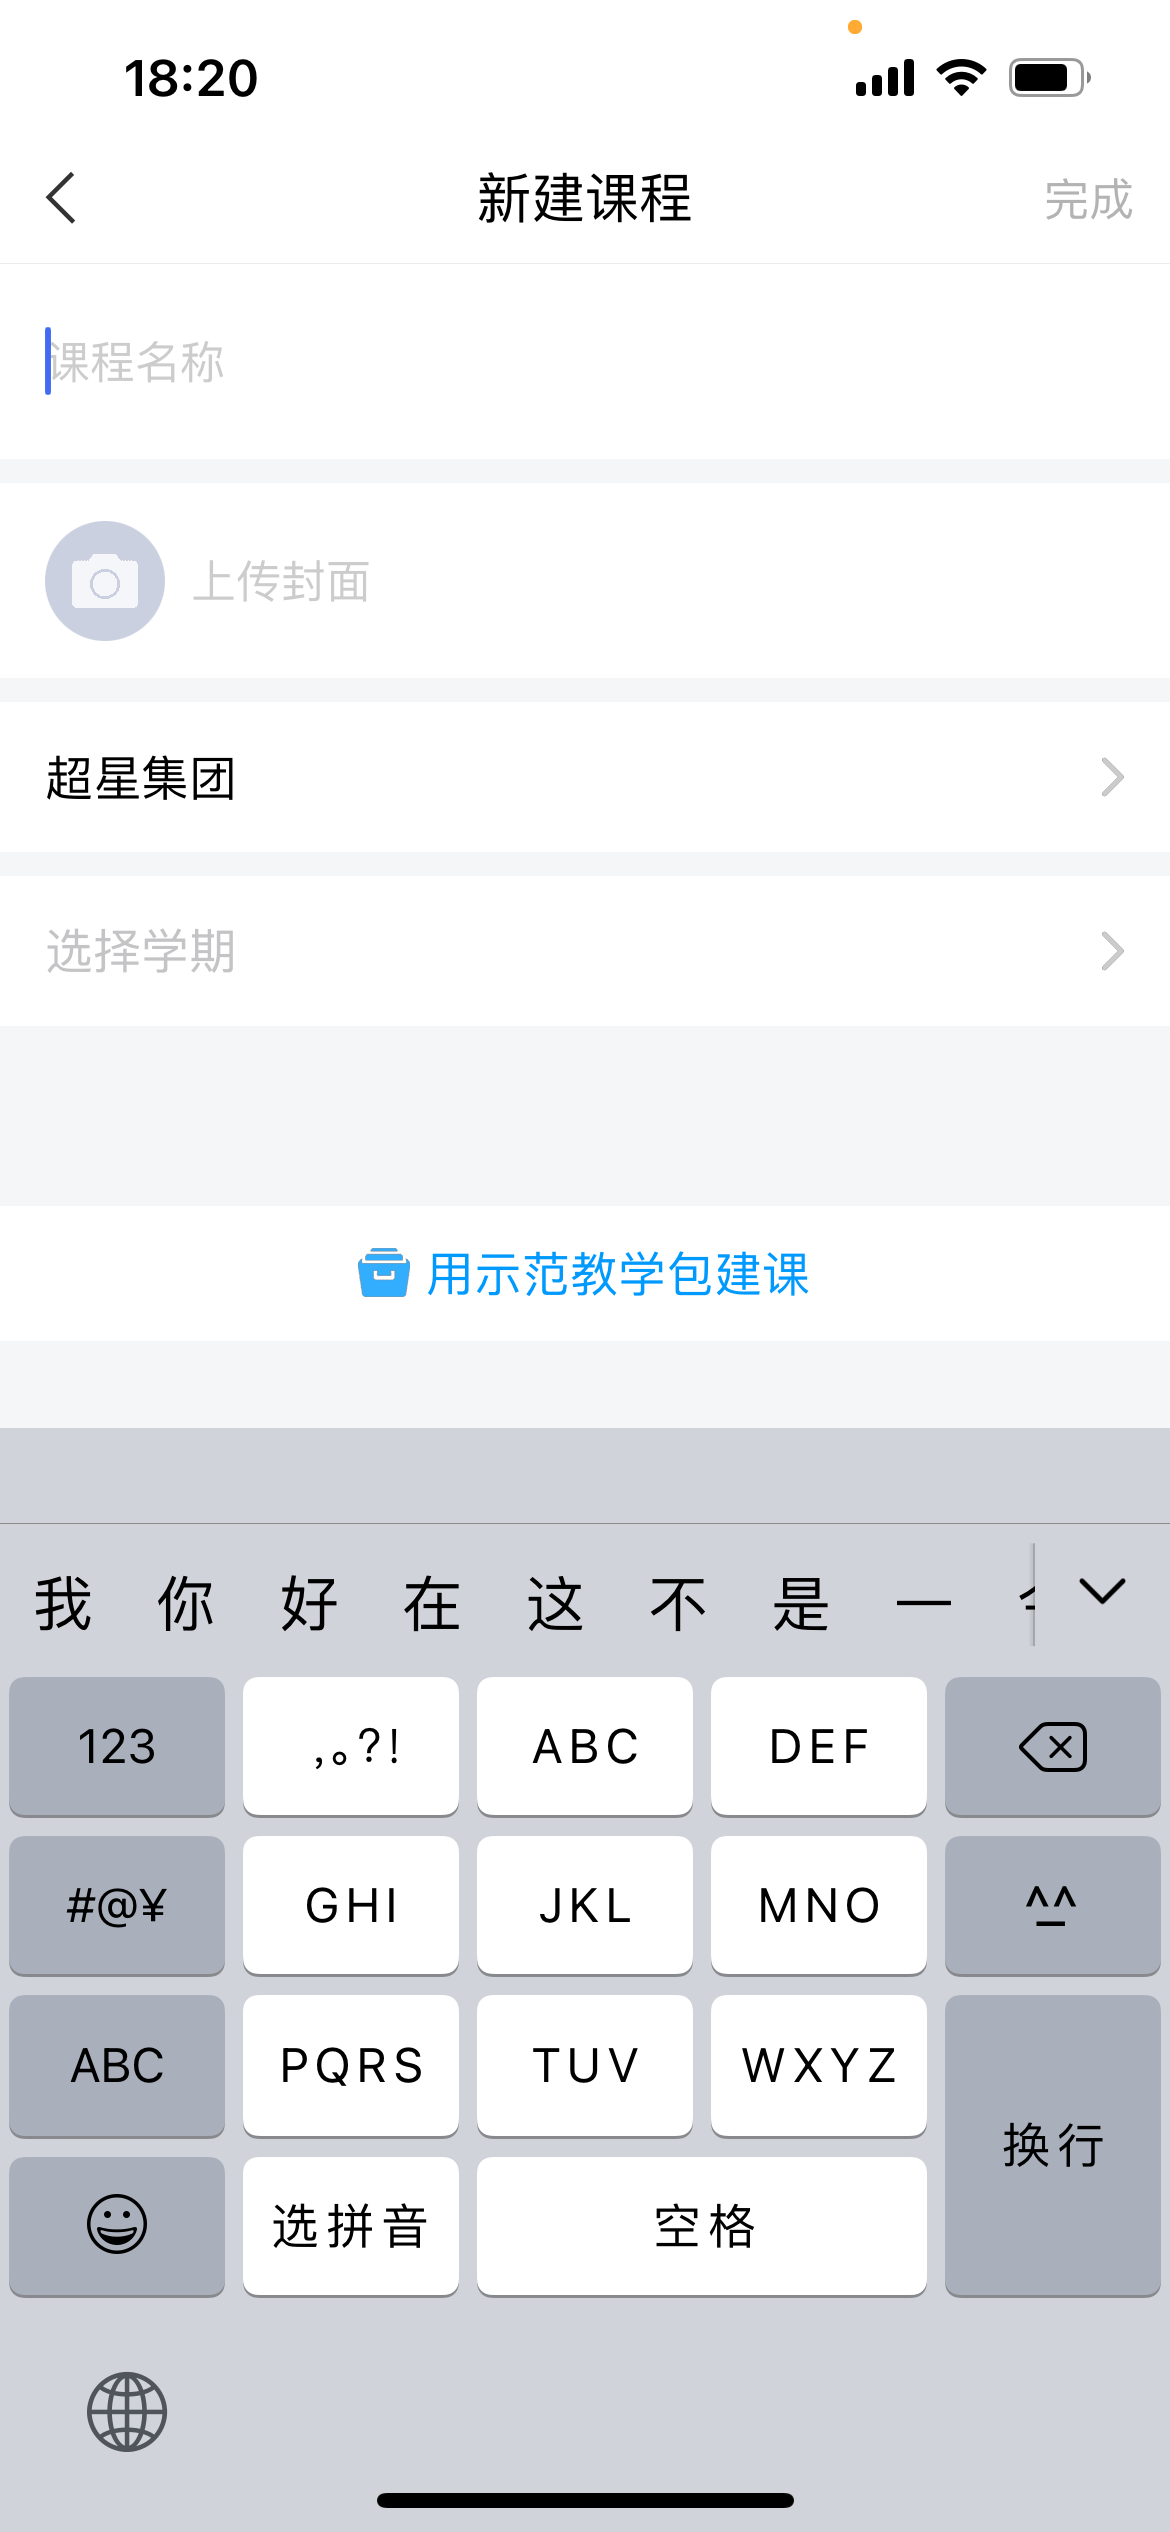 18:20
新建课程
完成
课程名称
上传封面
超星集团
选择学期
用示范教学包建课
我 你 好 在 这 不 是 一
123 ,。?! ABC DEF
#@¥ GHI JKL MNO ^_^
ABC PQRS TUV WXYZ
换行
选拼音 空格